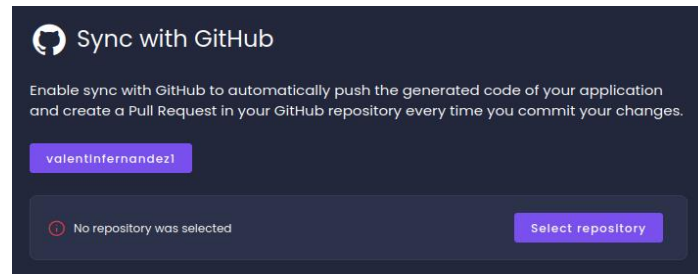 Sync with GitHub
Enable sync with GitHub to automatically push the generated code of your application
and create a Pull Request in your GitHub repository every time you commit your changes.
valentinfernandez1
No repository was selected
Select repository